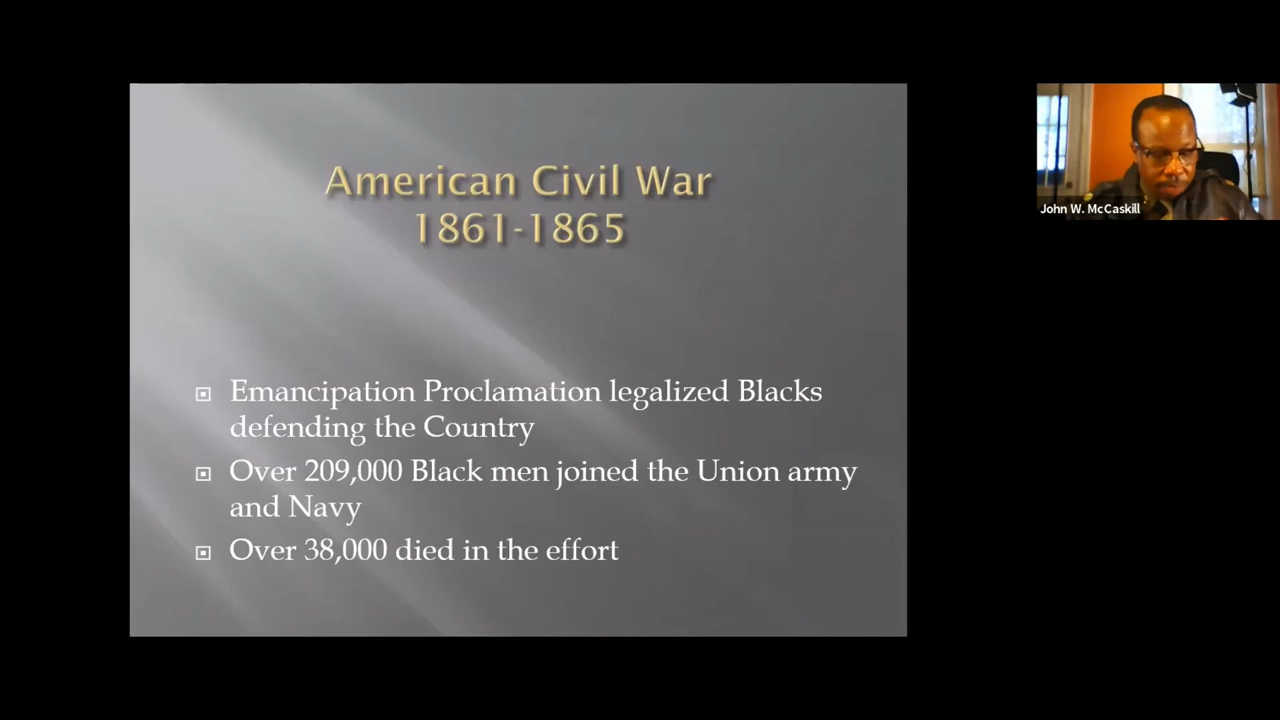 American Civil War
1861-1865
Emancipation Proclamation legalized Blacks
defending the Country
Over 209,000 Black men joined the Union army
and Navy
Over 38,000 died in the effort
John W. McCaskill